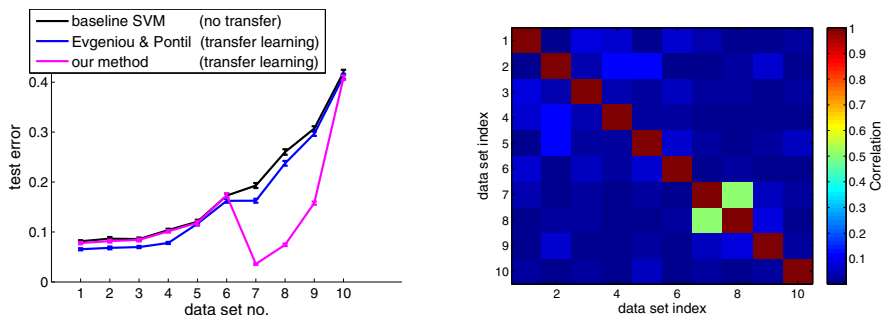 baseline SVM (no transfer)
Evgeniou & Pontil (transfer learning)
our method (transfer learning)
0.4
0.3
0.2
0.1
0
test error
1 2 3 4 5 6 7 8 9 10
data set no.
1
2
3
4
5
6
7
8
9
10
data set index
2 4 6 8 10
data set index
1
0.9
0.8
0.7
0.6
0.5
0.4
0.3
0.2
0.1
Correlation